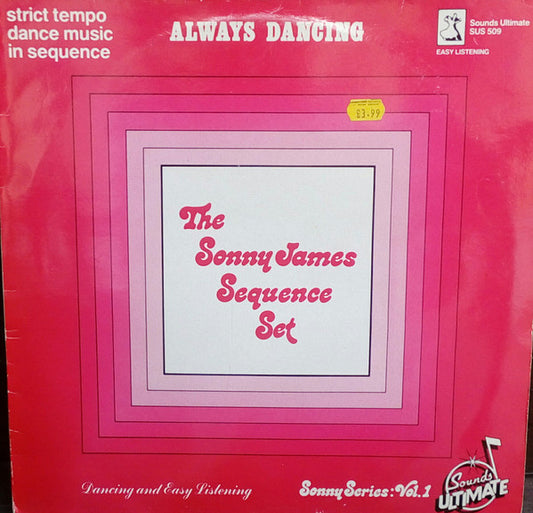 strict tempo
dance music
in sequence
ALWAYS DANCING
Sounds Ultimate
SUS 509
EASY LISTENING
£3.99
The
Sonny James
Sequence
Set
Dancing and Easy Listening
Sonny Series: Vol. 1
Sounds
ULTIMATE